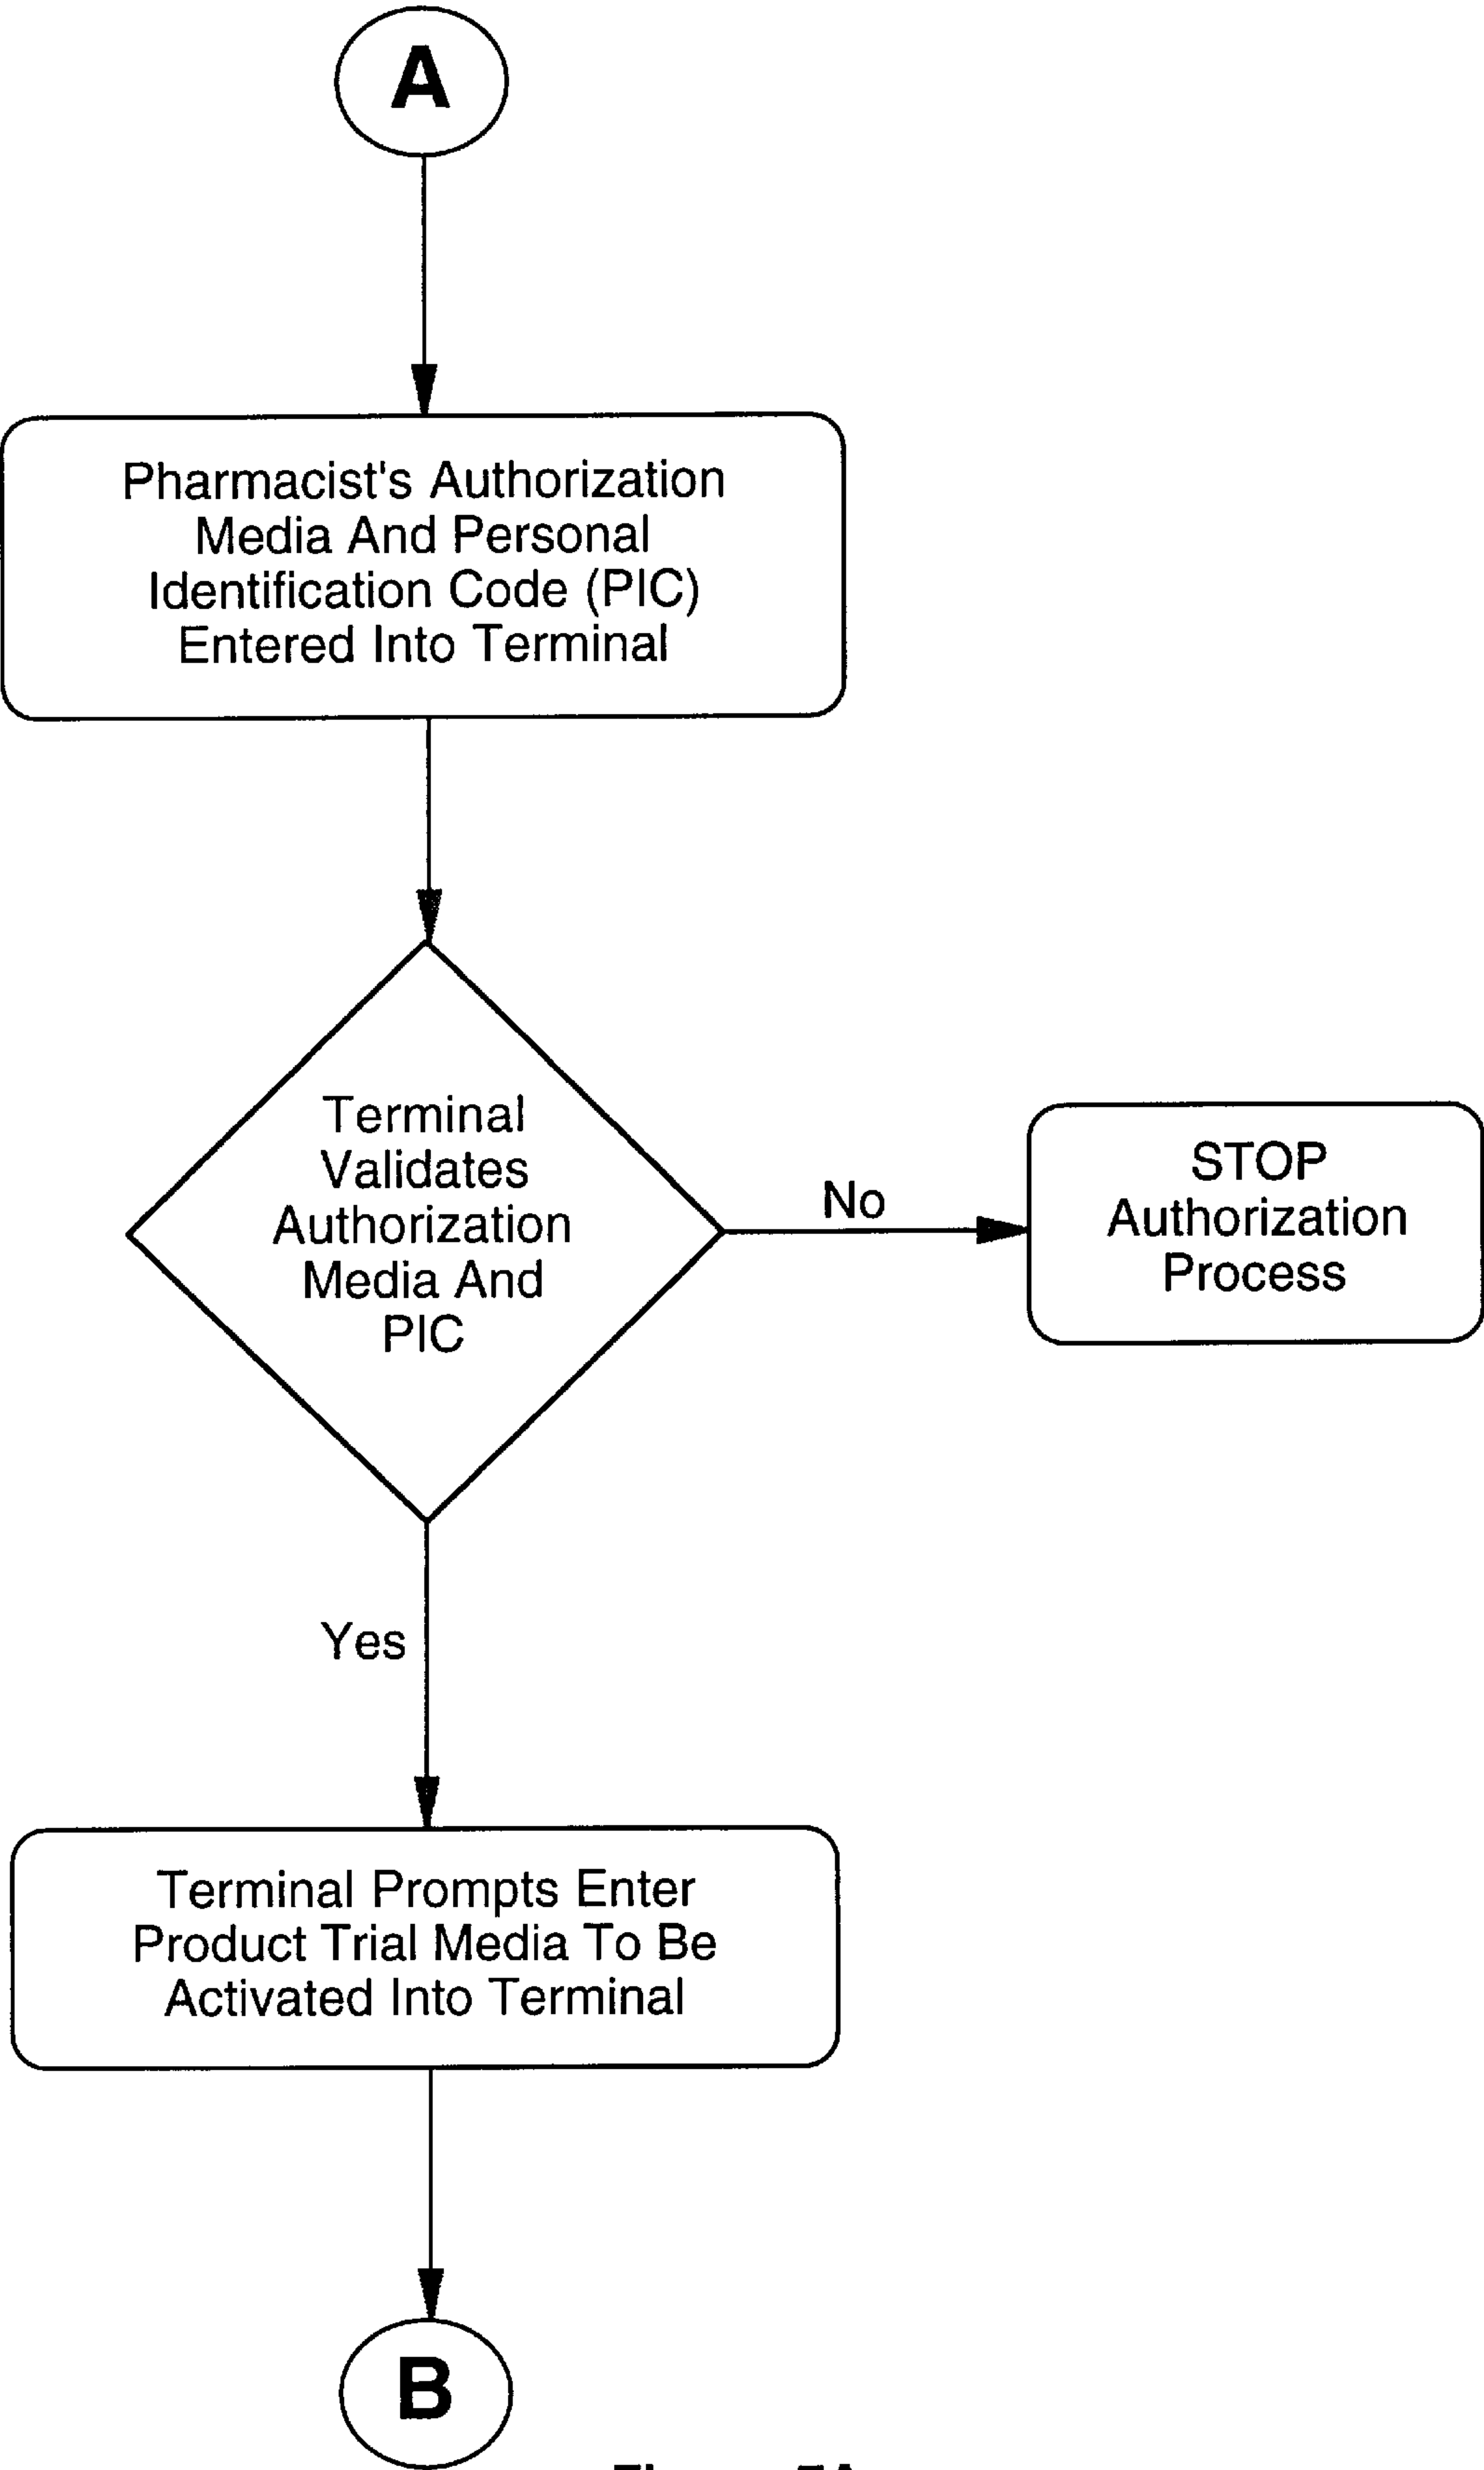 A
Pharmacist's Authorization
Media And Personal
Identification Code (PIC)
Entered Into Terminal
Terminal
Validates
Authorization
Media And
PIC
No
STOP
Authorization
Process
Yes
Terminal Prompts Enter
Product Trial Media To Be
Activated Into Terminal
B